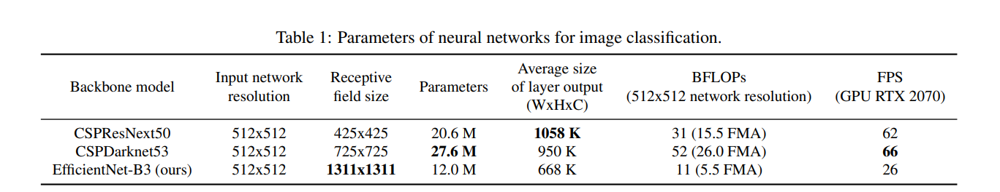 Table 1: Parameters of neural networks for image classification.
Backbone model Input network resolution Receptive field size Parameters Average size of layer output (WxHxC) BFLOPs (512x512 network resolution) FPS (GPU RTX 2070)
CSPResNext50 512x512 425x425 20.6 M 1058 K 31 (15.5 FMA) 62
CSPDarknet53 512x512 725x725 27.6 M 950 K 52 (26.0 FMA) 66
EfficientNet-B3 (ours) 512x512 1311x1311 12.0 M 668 K 11 (5.5 FMA) 26